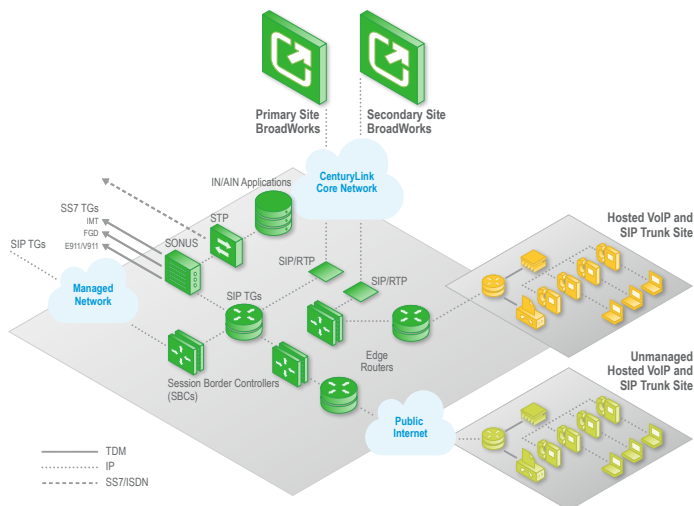 Primary Site
BroadWorks
Secondary Site
BroadWorks
CenturyLink
Core Network
IN/AIN Applications
STP
SS7 TGs
IMT
FGD
E911/V911
SONUS
SIP TGs
Managed
Network
SIP/RTP
SIP/RTP
SIP TGs
Hosted VoIP and
SIP Trunk Site
Edge
Routers
Session Border Controllers
(SBCs)
Unmanaged
Hosted VoIP and
SIP Trunk Site
Public
Internet
TDM
IP
SS7/ISDN